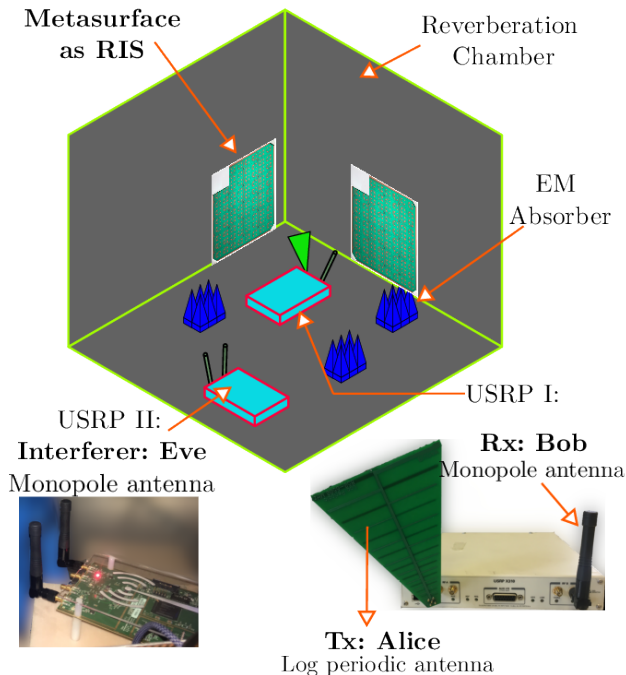 Metasurface
as RIS
Reverberation
Chamber
EM
Absorber
USRP I:
USRP II:
Interferer: Eve
Monopole antenna
Rx: Bob
Monopole antenna
Tx: Alice
Log periodic antenna